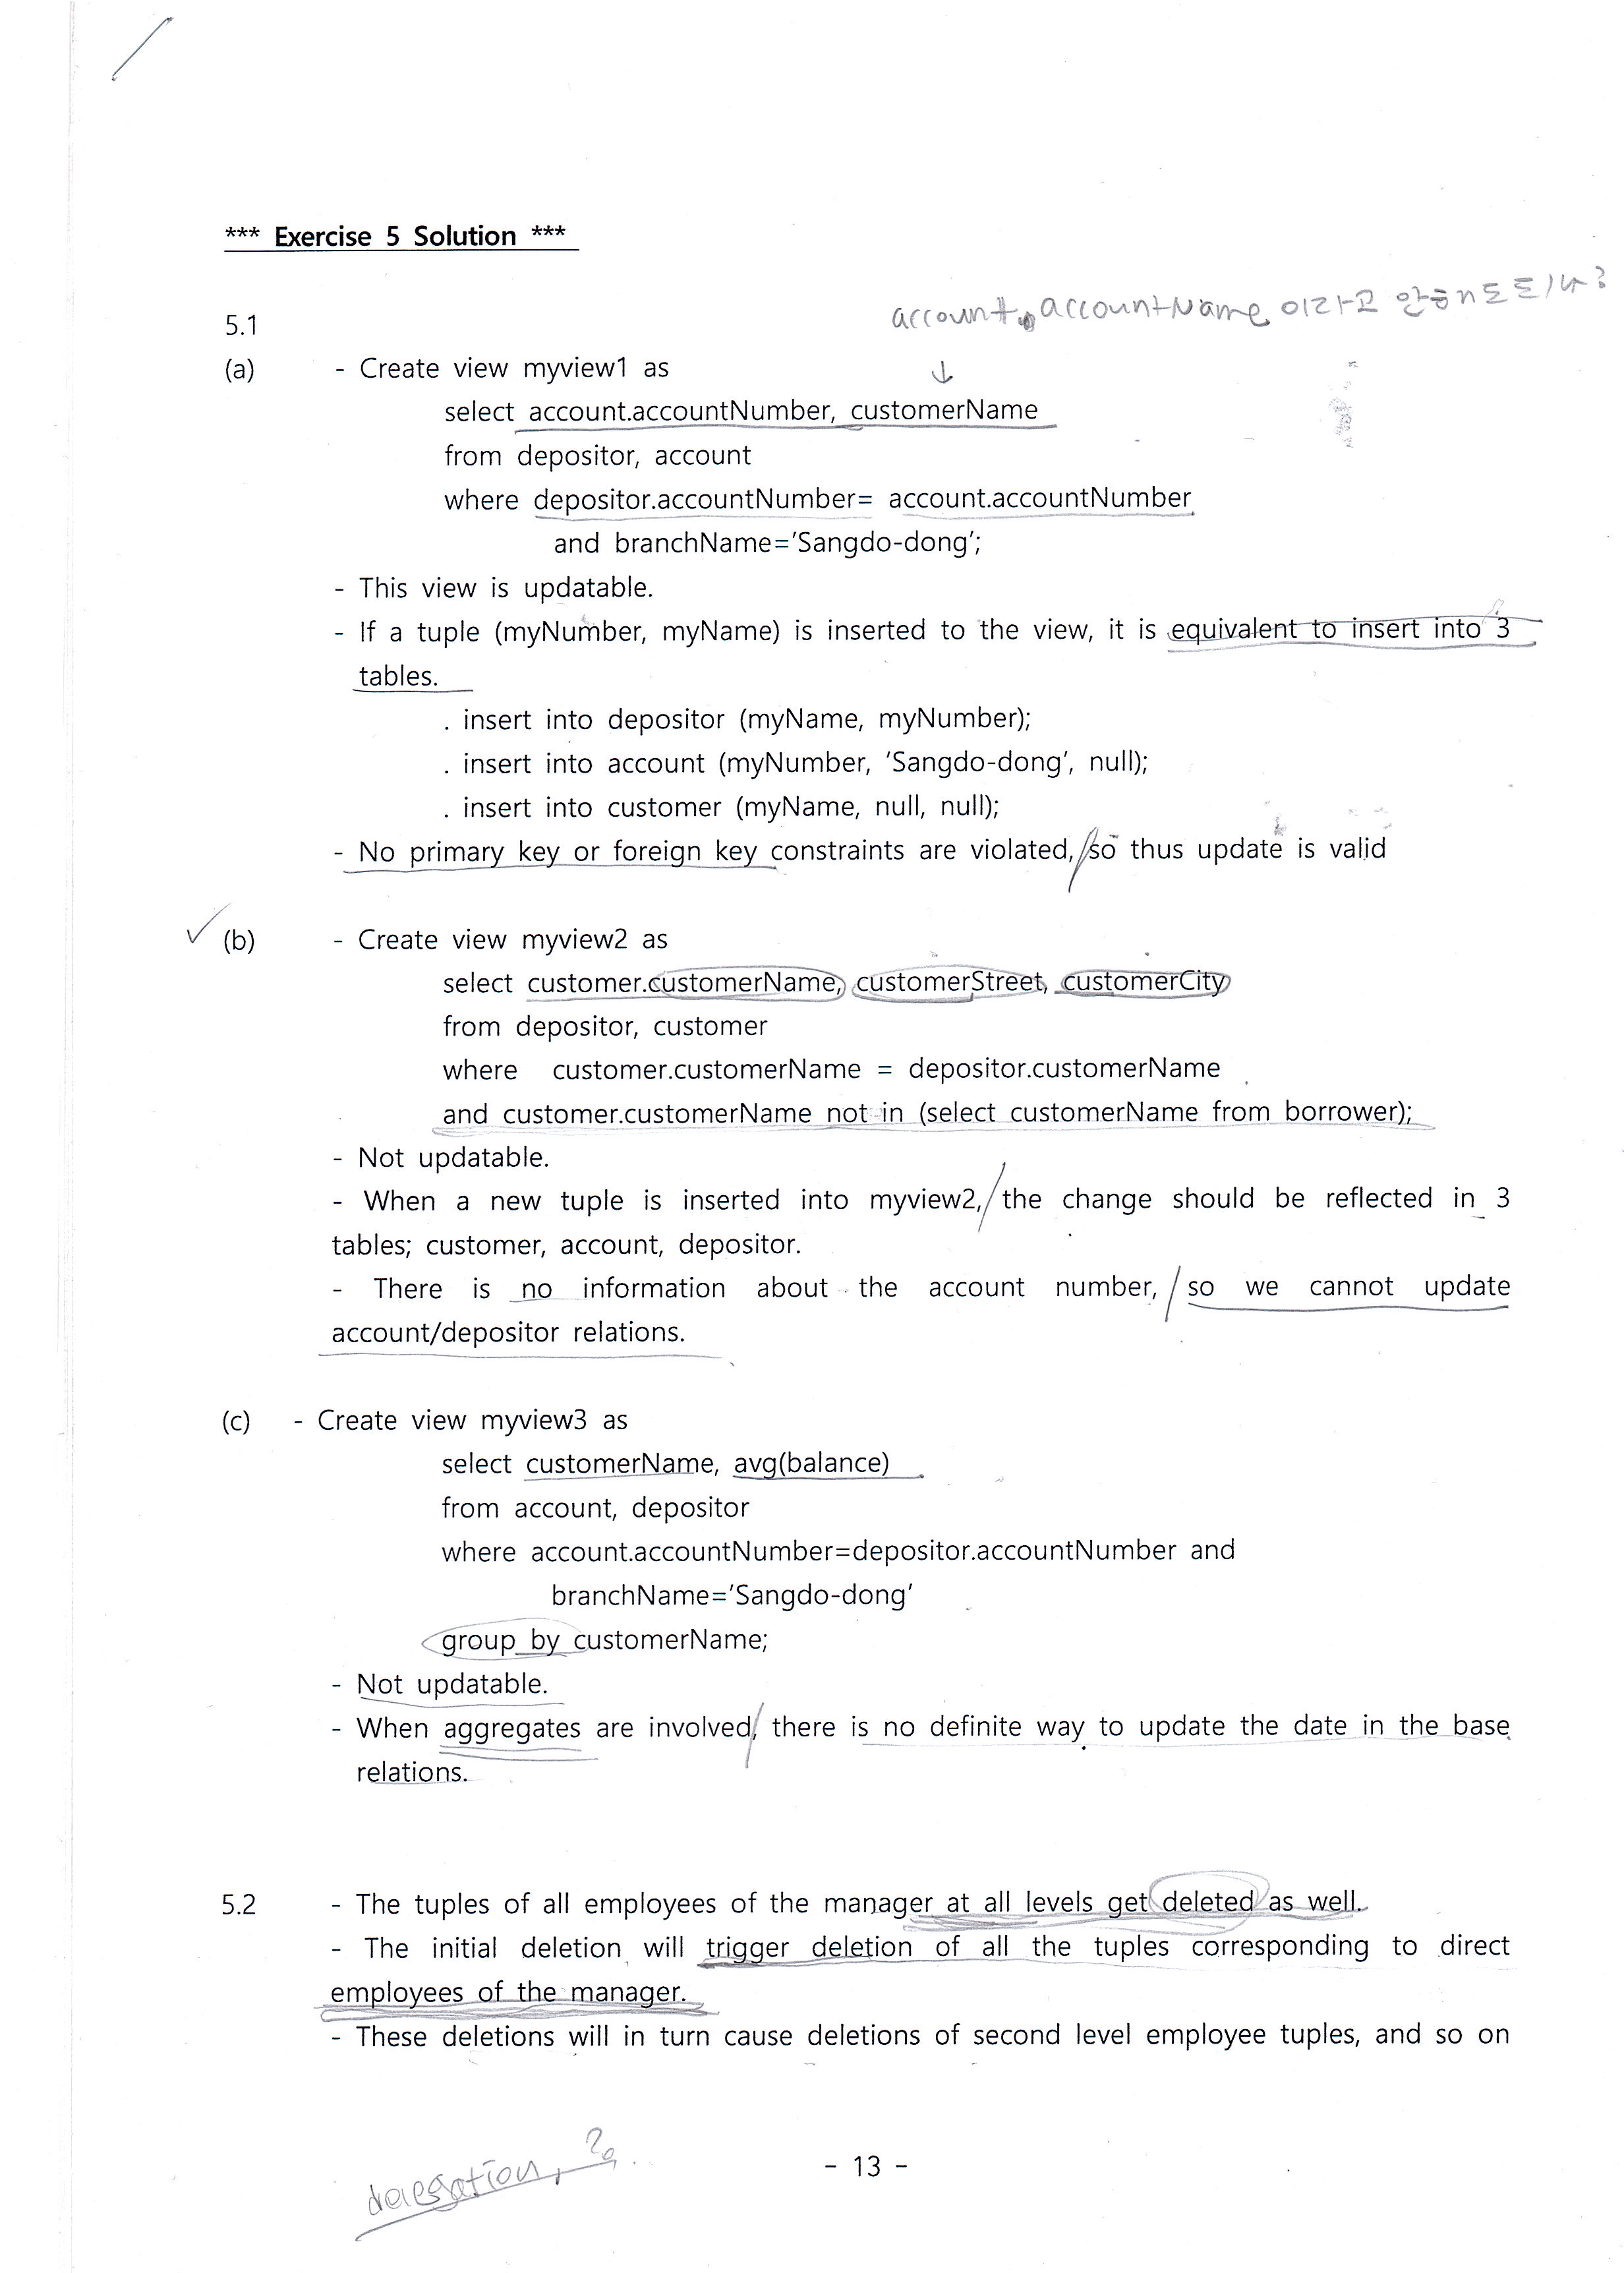 *** Exercise 5 Solution ***
account.accountName 이라고 안해도 되나?
5.1
(a) - Create view myview1 as
↓
select account.accountNumber, customerName
from depositor, account
where depositor.accountNumber= account.accountNumber
and branchName='Sangdo-dong';
- This view is updatable.
- If a tuple (myNumber, myName) is inserted to the view, it is equivalent to insert into 3
tables.
. insert into depositor (myName, myNumber);
. insert into account (myNumber, 'Sangdo-dong', null);
. insert into customer (myName, null, null);
- No primary key or foreign key constraints are violated, so thus update is valid
(b) - Create view myview2 as
select customer.customerName, customerStreet, customerCity
from depositor, customer
where customer.customerName = depositor.customerName
and customer.customerName not in (select customerName from borrower);
- Not updatable.
- When a new tuple is inserted into myview2, the change should be reflected in 3
tables; customer, account, depositor.
- There is no information about the account number, so we cannot update
account/depositor relations.
(c) - Create view myview3 as
select customerName, avg(balance)
from account, depositor
where account.accountNumber=depositor.accountNumber and
branchName='Sangdo-dong'
group by customerName;
- Not updatable.
- When aggregates are involved, there is no definite way to update the date in the base
relations.
5.2 - The tuples of all employees of the manager at all levels get deleted as well.
- The initial deletion will trigger deletion of all the tuples corresponding to direct
employees of the manager.
- These deletions will in turn cause deletions of second level employee tuples, and so on
- 13 -